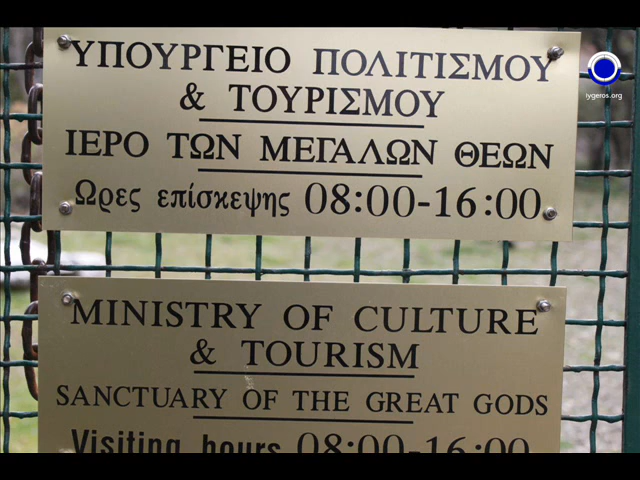 ΥΠΟΥΡΓΕΙΟ ΠΟΛΙΤΙΣΜΟΥ
& ΤΟΥΡΙΣΜΟΥ
ΙΕΡΟ ΤΩΝ ΜΕΓΑΛΩΝ ΘΕΩΝ
Ωρες επίσκεψης 08:00-16:00
iygeros.org
MINISTRY OF CULTURE
& TOURISM
SANCTUARY OF THE GREAT GODS
Visiting hours 08:00-16:00